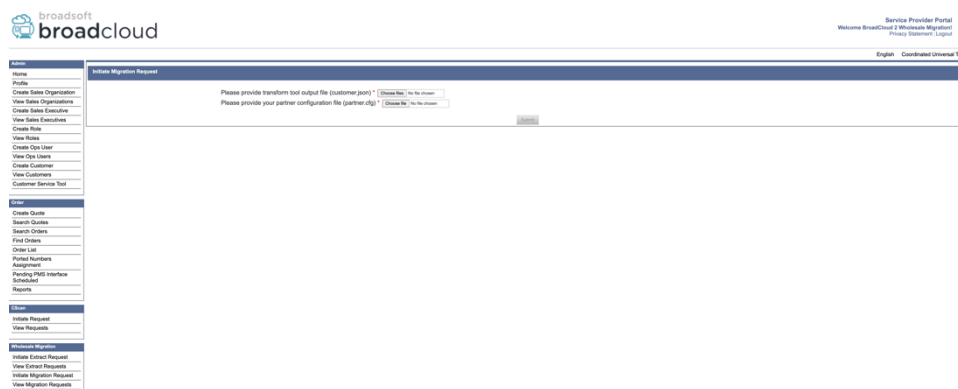 broadsoft
broadcloud
Service Provider Portal
Welcome BroadCloud 2 Wholesale Migration!
Privacy Statement | Logout
English Coordinated Universal T
Admin
Home
Profile
Create Sales Organization
View Sales Organizations
Create Sales Executive
View Sales Executives
Create Role
View Roles
Create Ops User
View Ops Users
Create Customer
View Customers
Customer Service Tool
Initiate Migration Request
Please provide transform tool output file (customer.json) * Choose files No file chosen
Please provide your partner configuration file (partner.cfg) * Choose file No file chosen
Submit
Order
Create Quote
Search Quotes
Search Orders
Find Orders
Order List
Ported Numbers
Assignment
Pending PMS Interface
Scheduled
Reports
CScan
Initiate Request
View Requests
Wholesale Migration
Initiate Extract Request
View Extract Requests
Initiate Migration Request
View Migration Requests